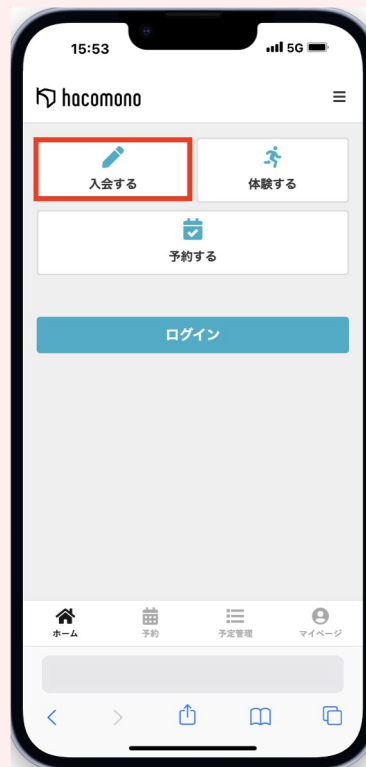 15:53
5G
hacomono
入会する
体験する
予約する
ログイン
ホーム
予約
予定管理
マイページ